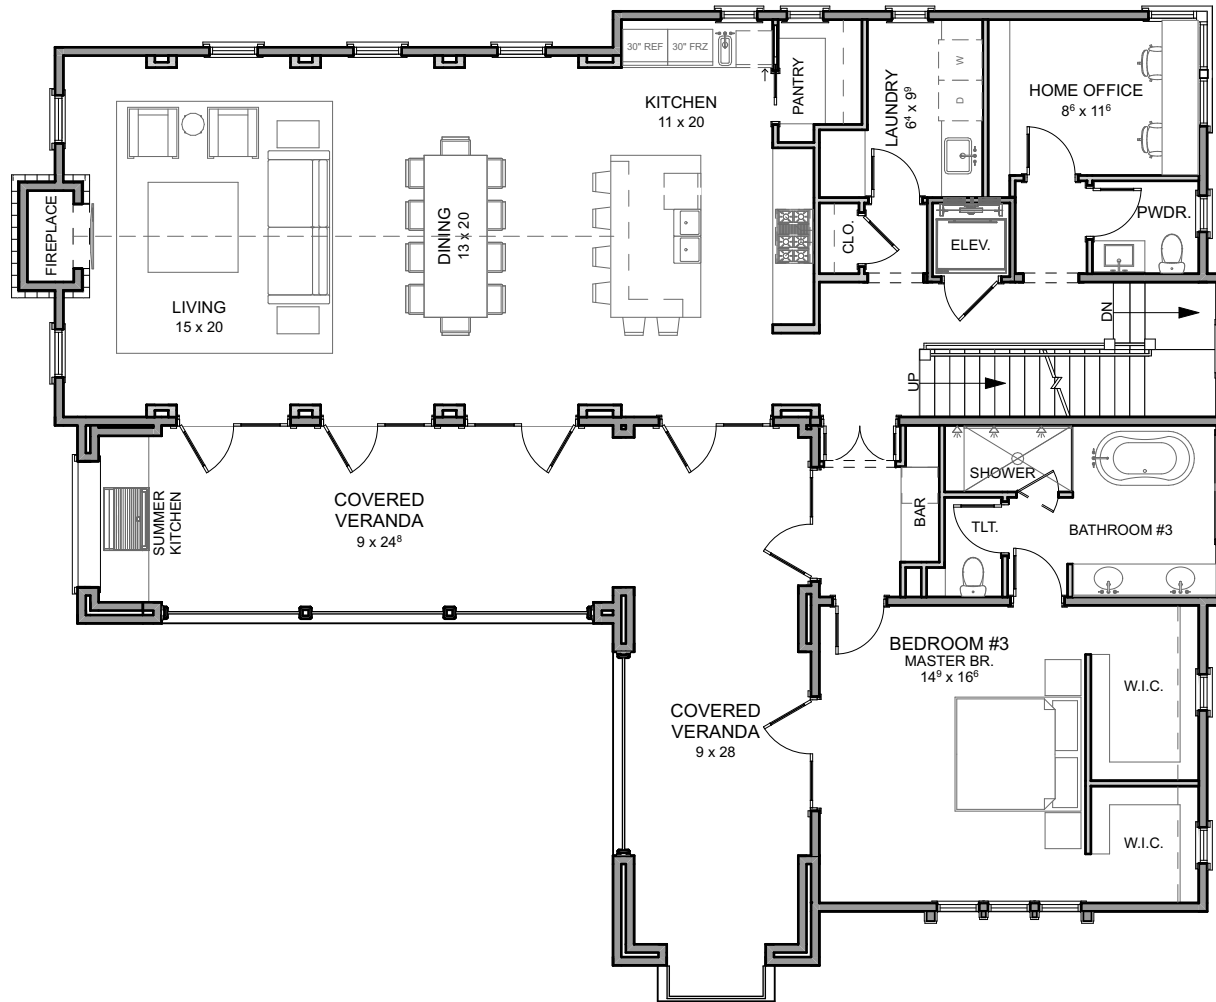 30" REF
30" FRZ
KITCHEN
11 x 20
PANTRY
LAUNDRY
6⁴ x 9⁹
W
D
HOME OFFICE
8⁶ x 11⁶
PWDR.
CLO.
ELEV.
FIREPLACE
LIVING
15 x 20
DINING
13 x 20
DN
UP
SUMMER
KITCHEN
COVERED
VERANDA
9 x 24⁸
BAR
SHOWER
TLT.
BATHROOM #3
BEDROOM #3
MASTER BR.
14⁹ x 16⁶
W.I.C.
COVERED
VERANDA
9 x 28
W.I.C.